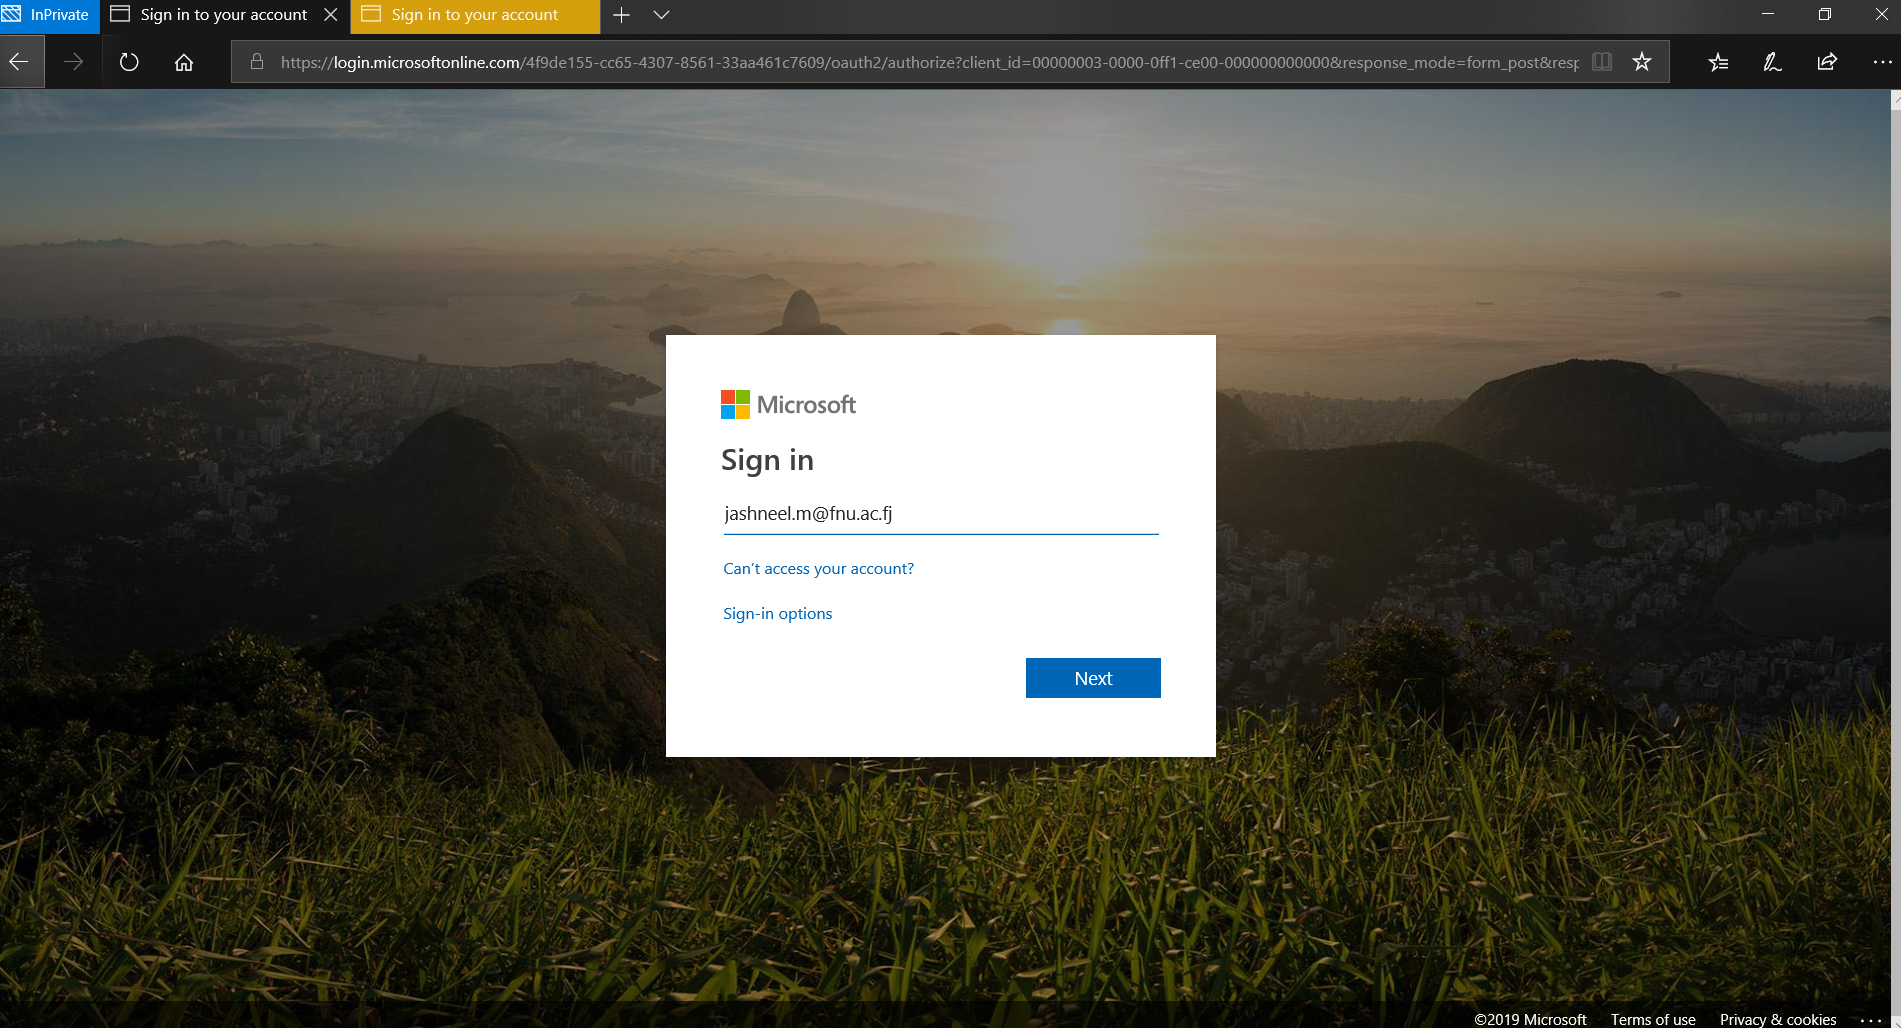 InPrivate
Sign in to your account
Sign in to your account
https://login.microsoftonline.com/4f9de155-cc65-4307-8561-33aa461c7609/oauth2/authorize?client_id=00000003-0000-0ff1-ce00-000000000000&response_mode=form_post&resp
Microsoft
Sign in
jashneel.m@fnu.ac.fj
Can't access your account?
Sign-in options
Next
©2019 Microsoft Terms of use Privacy & cookies ...